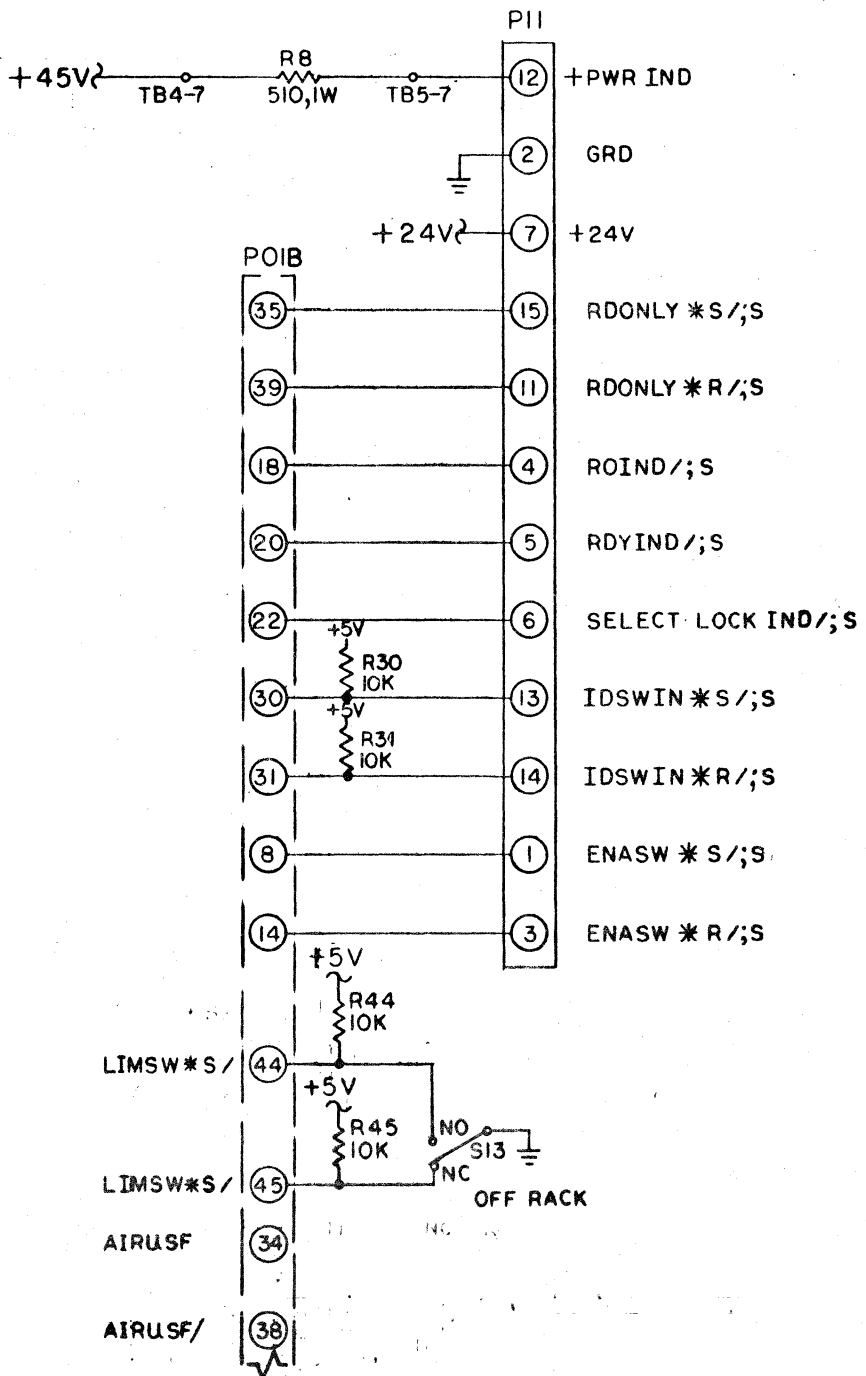 P11
+45V
TB4-7
R8
510,1W
TB5-7
12
+PWR IND
2
GRD
+24V
7
+24V
P01B
35
15
RDONLY *S/;S
39
11
RDONLY *R/;S
18
4
ROIND/;S
20
5
RDYIND/;S
22
6
SELECT LOCK IND/;S
+5V
R30
10K
30
13
IDSWIN *S/;S
+5V
R31
10K
31
14
IDSWIN *R/;S
8
1
ENASW *S/;S
14
3
ENASW *R/;S
+5V
R44
10K
LIMSW*S/
44
+5V
R45
10K
NO
S13
NC
LIMSW*S/
45
OFF RACK
AIRUSF
34
AIRUSF/
38